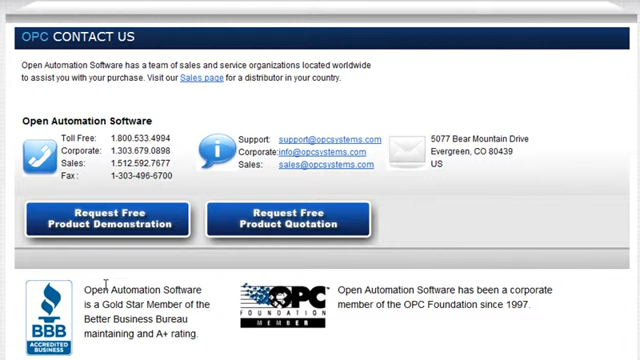 OPC CONTACT US
Open Automation Software has a team of sales and service organizations located worldwide
to assist you with your purchase. Visit our Sales page for a distributor in your country.
Open Automation Software
Toll Free: 1.800.533.4994
Corporate: 1.303.679.0898
Sales: 1.512.592.7677
Fax : 1-303-496-6700
Support: support@opcsystems.com
Corporate: info@opcsystems.com
Sales: sales@opcsystems.com
5077 Bear Mountain Drive
Evergreen, CO 80439
US
Request Free
Product Demonstration
Request Free
Product Quotation
BBB
ACCREDITED
BUSINESS
Open Automation Software
is a Gold Star Member of the
Better Business Bureau
maintaining and A+ rating.
OPC
FOUNDATION
MEMBER
Open Automation Software has been a corporate
member of the OPC Foundation since 1997.